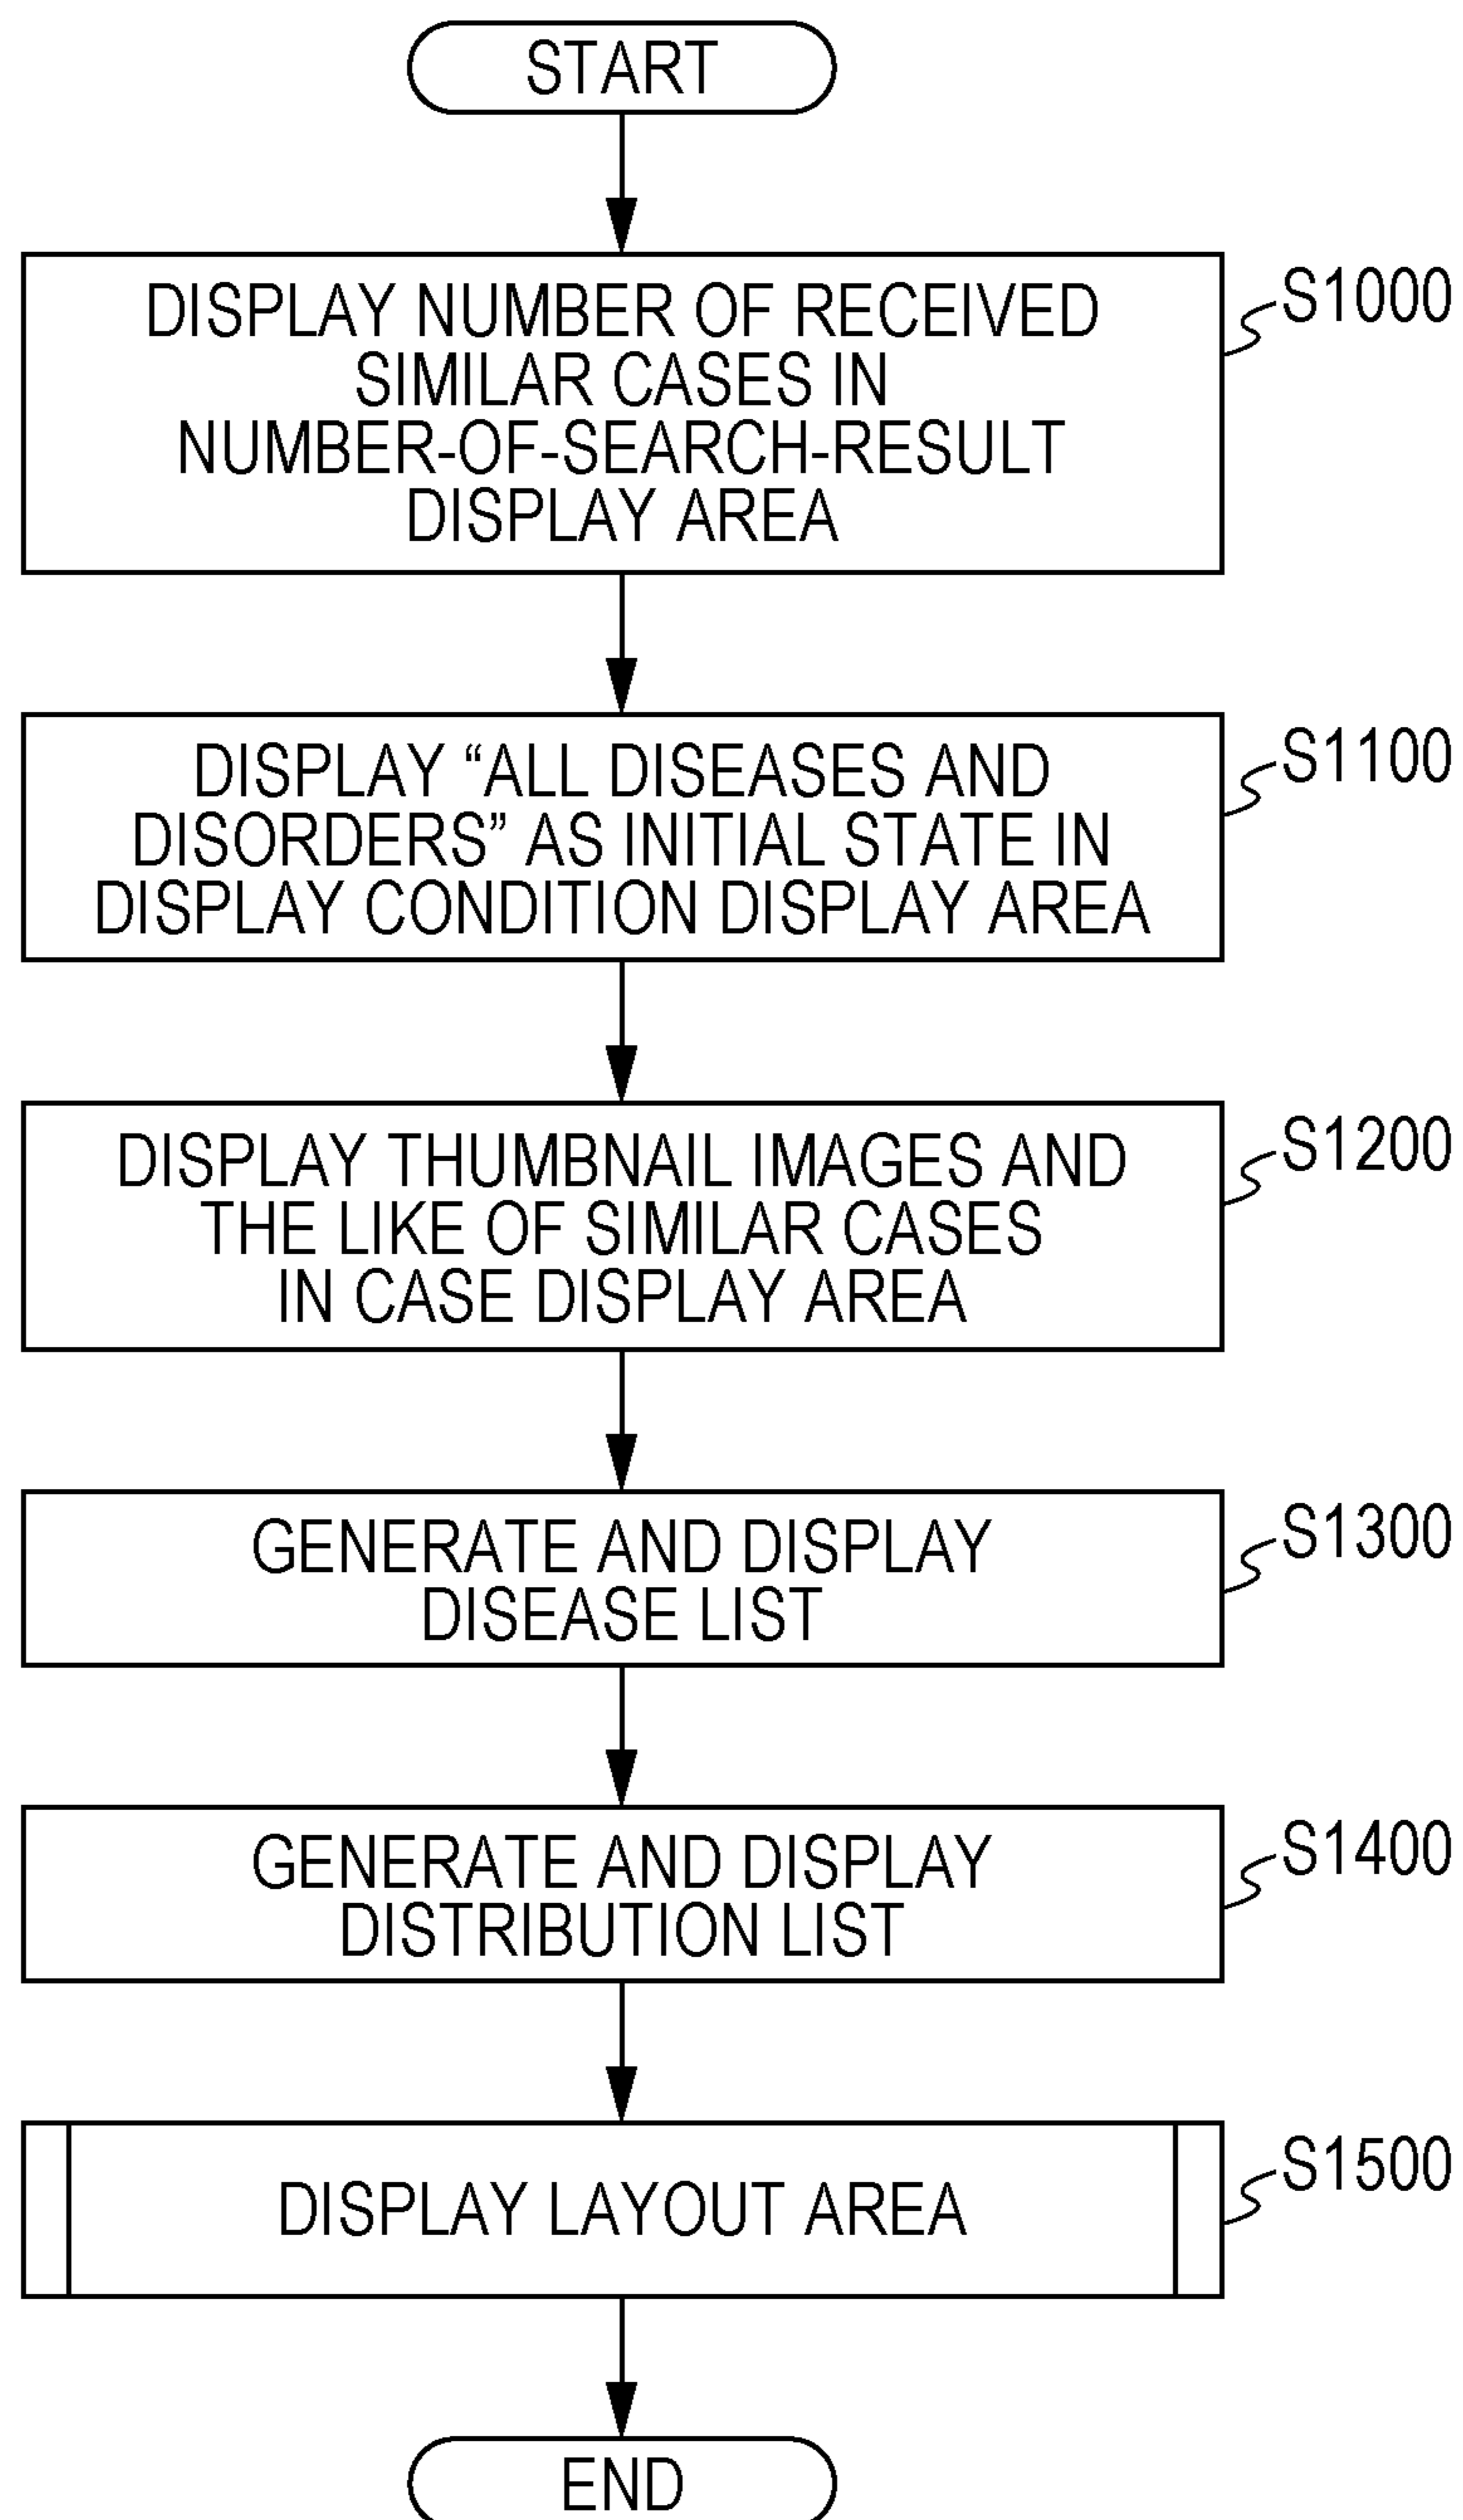 START
DISPLAY NUMBER OF RECEIVED
SIMILAR CASES IN
NUMBER-OF-SEARCH-RESULT
DISPLAY AREA
S1000
DISPLAY “ALL DISEASES AND
DISORDERS” AS INITIAL STATE IN
DISPLAY CONDITION DISPLAY AREA
S1100
DISPLAY THUMBNAIL IMAGES AND
THE LIKE OF SIMILAR CASES
IN CASE DISPLAY AREA
S1200
GENERATE AND DISPLAY
DISEASE LIST
S1300
GENERATE AND DISPLAY
DISTRIBUTION LIST
S1400
DISPLAY LAYOUT AREA
S1500
END